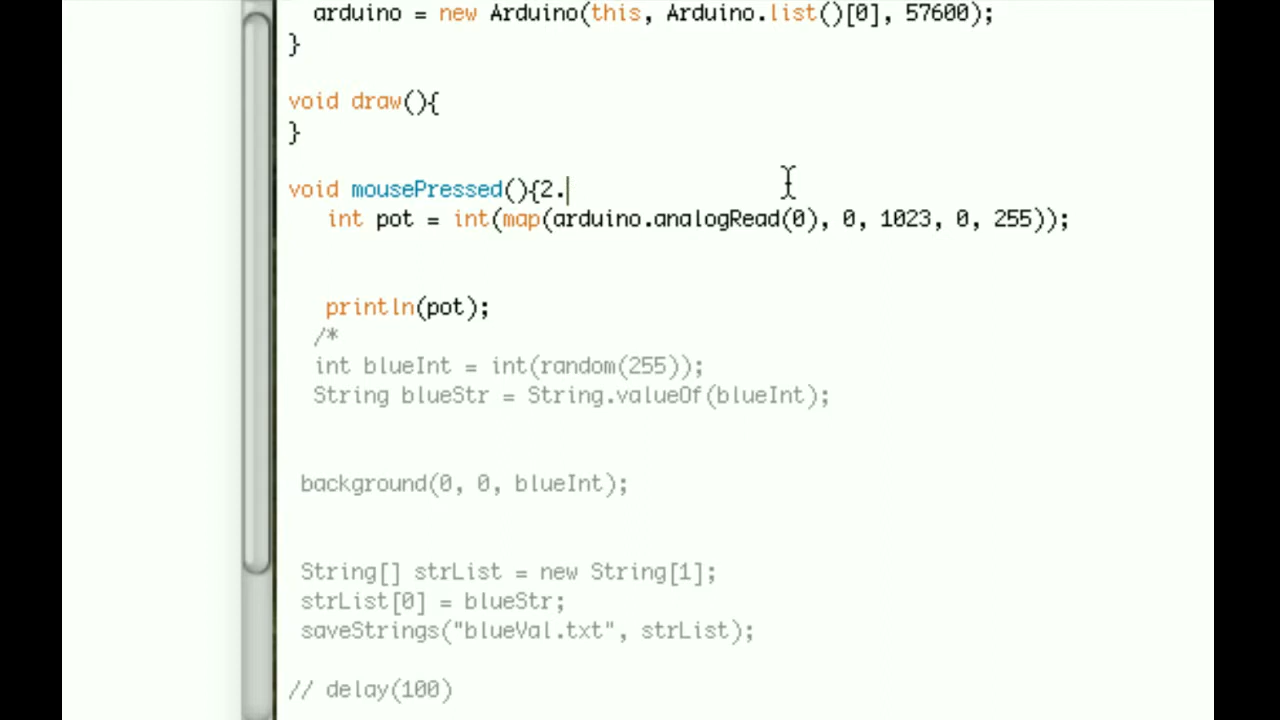 arduino = new Arduino(this, Arduino.list()[0], 57600);
}
void draw(){
}
void mousePressed(){2.
int pot = int(map(arduino.analogRead(0), 0, 1023, 0, 255));
println(pot);
/*
int blueInt = int(random(255));
String blueStr = String.valueOf(blueInt);
background(0, 0, blueInt);
String[] strList = new String[1];
strList[0] = blueStr;
saveStrings("blueVal.txt", strList);
// delay(100)